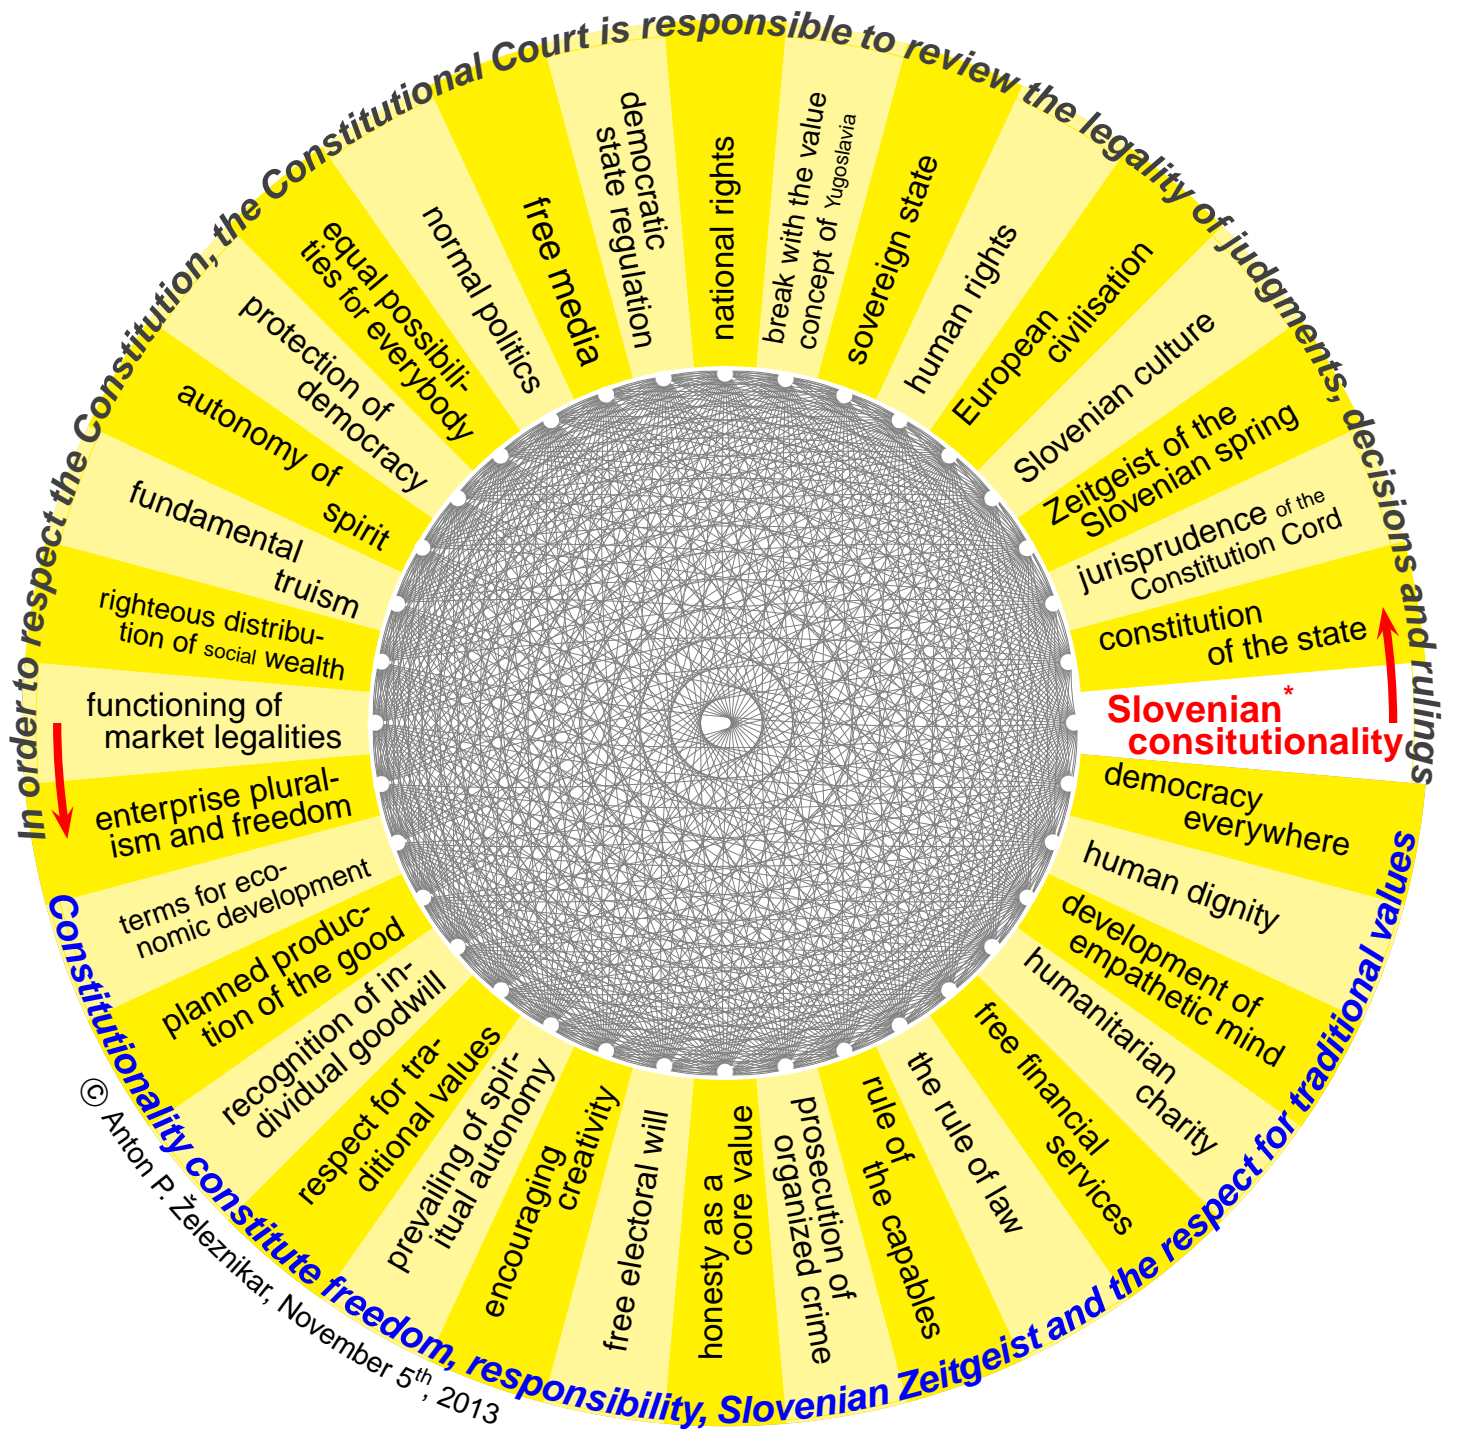 In order to respect the Constitution, the Constitutional Court is responsible to review the legality of judgments, decisions and rulings
Slovenian*
consitutionality
constitution
of the state
jurisprudence of the
Constitution Cord
Zeitgeist of the
Slovenian spring
Slovenian culture
European
civilisation
human rights
sovereign state
break with the value
concept of Yugoslavia
national rights
democratic
state regulation
free media
normal politics
equal possibili-
ties for everybody
protection of
democracy
autonomy of
spirit
fundamental
truism
righteous distribu-
tion of social wealth
functioning of
market legalities
enterprise plural-
ism and freedom
terms for eco-
nomic development
planned produc-
tion of the good
recognition of in-
dividual goodwill
respect for tra-
ditional values
prevailing of spir-
itual autonomy
encouraging
creativity
free electoral will
honesty as a
core value
prosecution of
organized crime
rule of
the capables
the rule of law
free financial
services
humanitarian
charity
development of
empathetic mind
human dignity
democracy
everywhere
Constitutionality constitute freedom, responsibility, Slovenian Zeitgeist and the respect for traditional values
© Anton P. Železnikar, November 5th, 2013